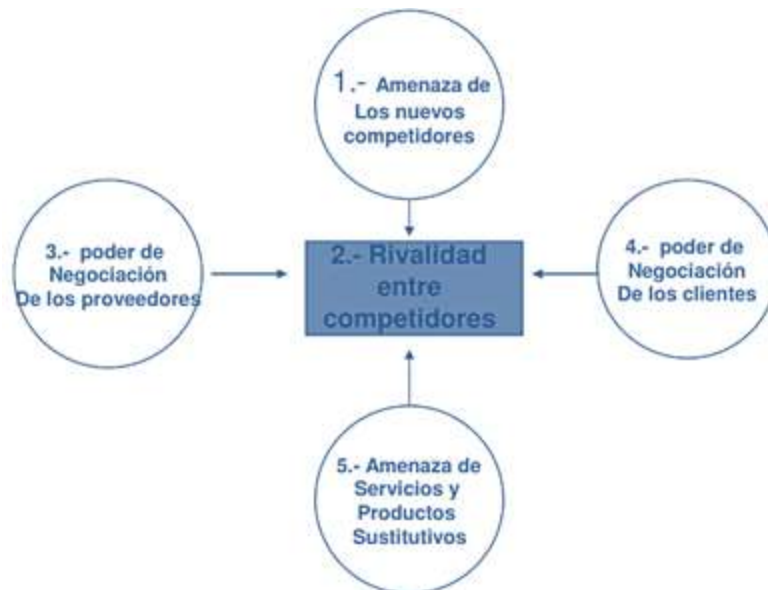 1.- Amenaza de
Los nuevos
competidores
3.- poder de
Negociación
De los proveedores
2.- Rivalidad
entre
competidores
4.- poder de
Negociación
De los clientes
5.- Amenaza de
Servicios y
Productos
Sustitutivos